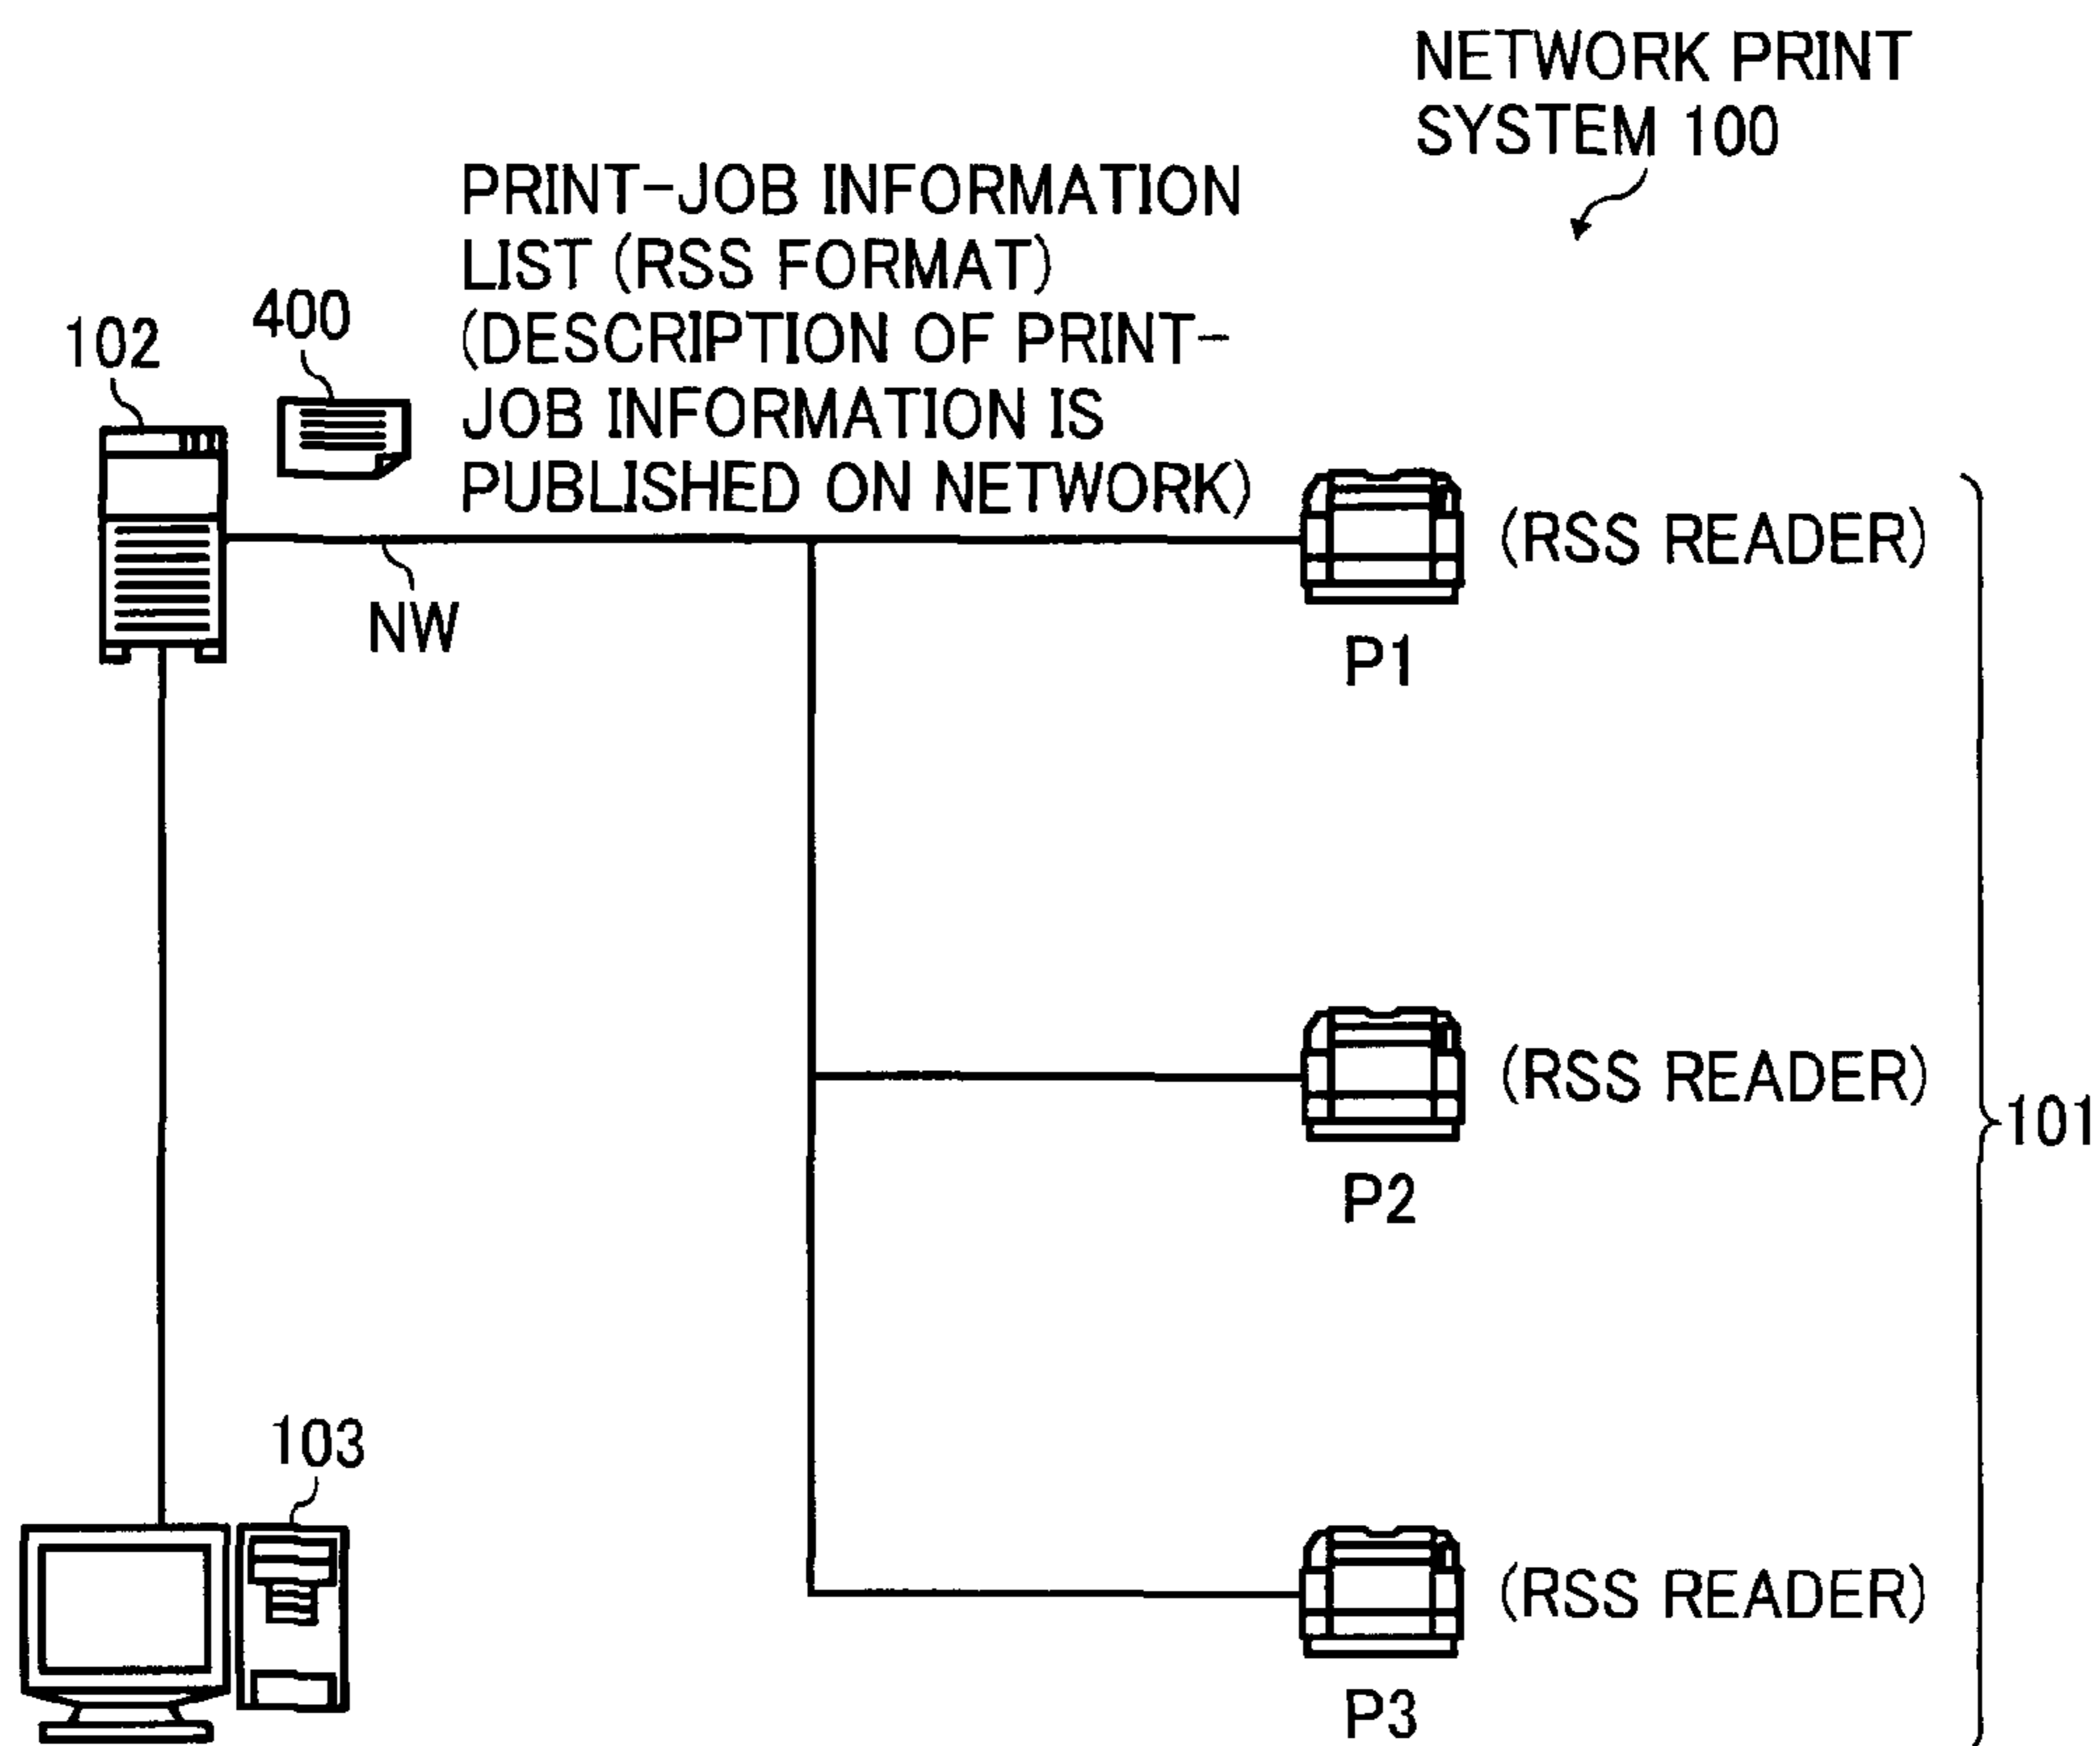 NETWORK PRINT
SYSTEM 100
PRINT-JOB INFORMATION
LIST (RSS FORMAT)
(DESCRIPTION OF PRINT-
JOB INFORMATION IS
PUBLISHED ON NETWORK)
400
102
NW
(RSS READER)
P1
(RSS READER)
P2
101
103
(RSS READER)
P3